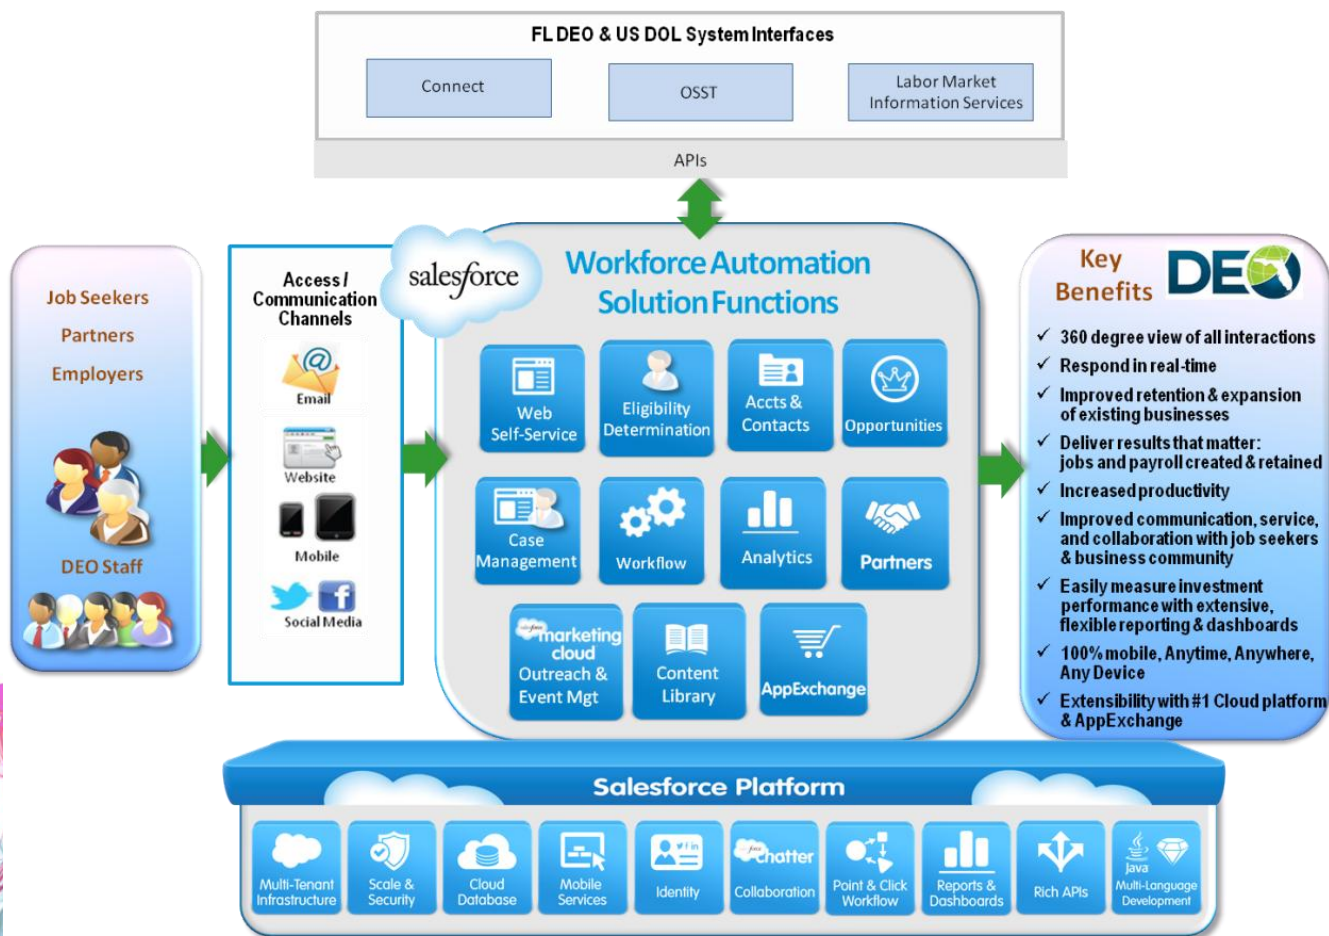 FL DEO & US DOL System Interfaces
Connect
OSST
Labor Market
Information Services
APIs
Job Seekers
Partners
Employers
DEO Staff
Access /
Communication
Channels
@
Email
Website
Mobile
f
Social Media
salesforce
Workforce Automation
Solution Functions
Web
Self-Service
Eligibility
Determination
Accts &
Contacts
Opportunities
Case
Management
Workflow
Analytics
Partners
salesforce
marketing
cloud
Outreach &
Event Mgt
Content
Library
AppExchange
Key
Benefits
DEO
✓ 360 degree view of all interactions
✓ Respond in real-time
✓ Improved retention & expansion
of existing businesses
✓ Deliver results that matter:
jobs and payroll created & retained
✓ Increased productivity
✓ Improved communication, service,
and collaboration with job seekers
& business community
✓ Easily measure investment
performance with extensive,
flexible reporting & dashboards
✓ 100% mobile, Anytime, Anywhere,
Any Device
✓ Extensibility with #1 Cloud platform
& AppExchange
Salesforce Platform
Multi-Tenant
Infrastructure
Scale &
Security
Cloud
Database
Mobile
Services
f in
Identity
chatter
Collaboration
Point & Click
Workflow
Reports &
Dashboards
Rich APIs
Java
Multi-Language
Development